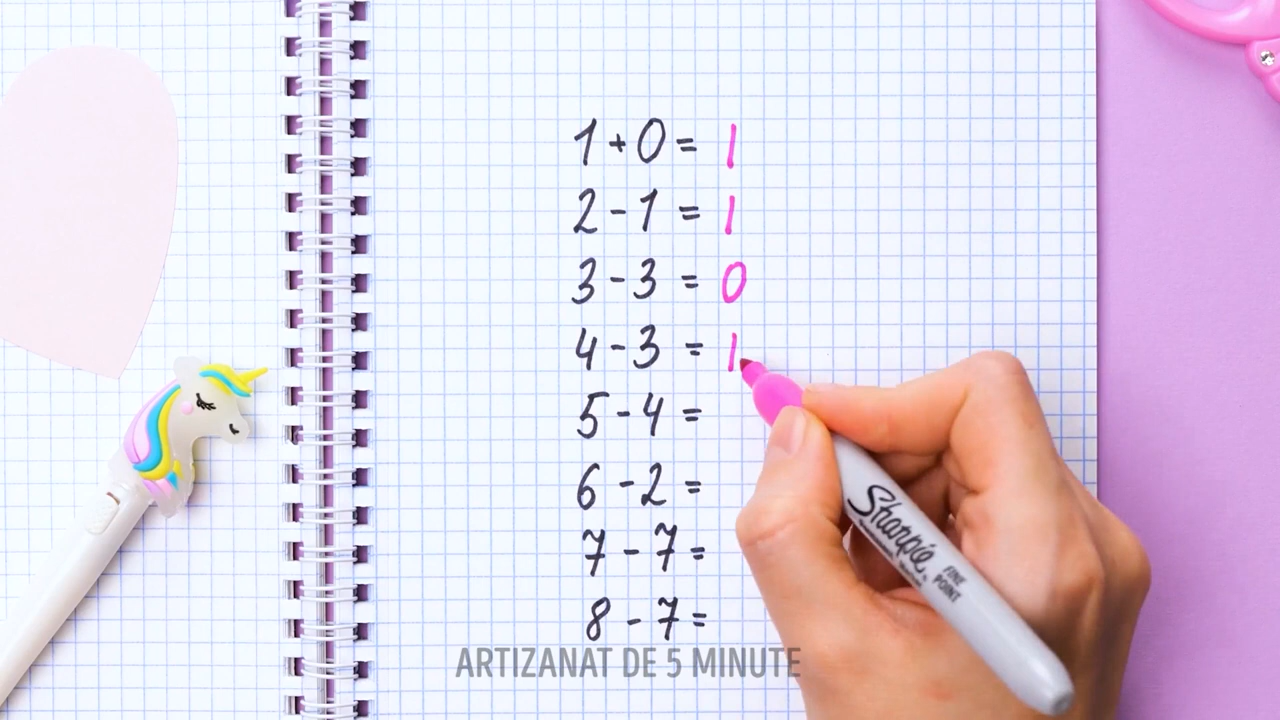 1+0= 1
2-1 = 1
3-3 = 0
4-3 = 1
5-4 =
6-2=
7-7=
8-7=
Sharpie
FINE
POINT
ARTIZANAT DE 5 MINUTE